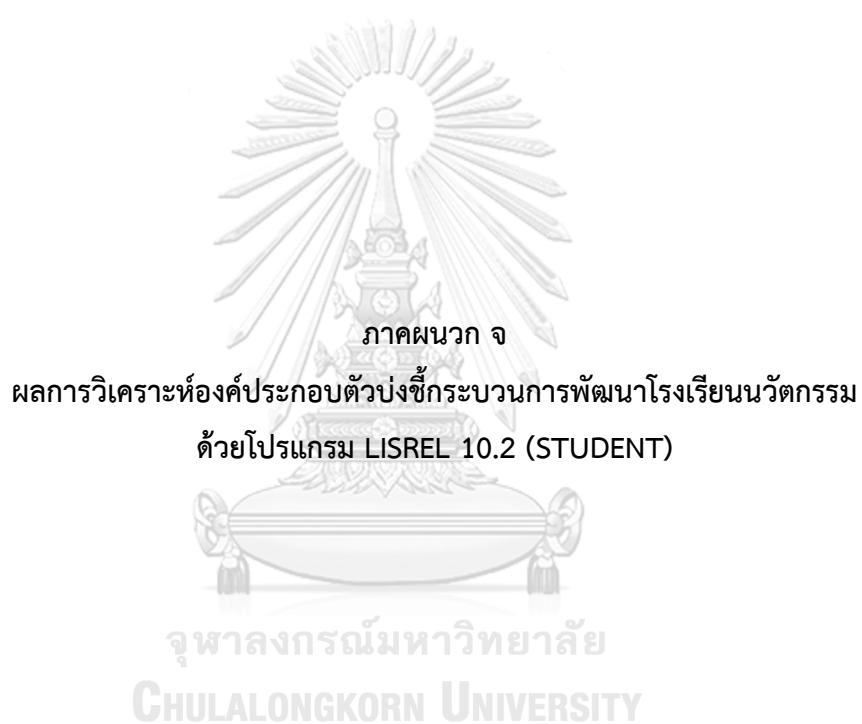 ภาคผนวก จ
ผลการวิเคราะห์องค์ประกอบตัวบ่งชี้กระบวนการพัฒนาโรงเรียนนวัตกรรม
ด้วยโปรแกรม LISREL 10.2 (STUDENT)
จุฬาลงกรณ์มหาวิทยาลัย
CHULALONGKORN UNIVERSITY